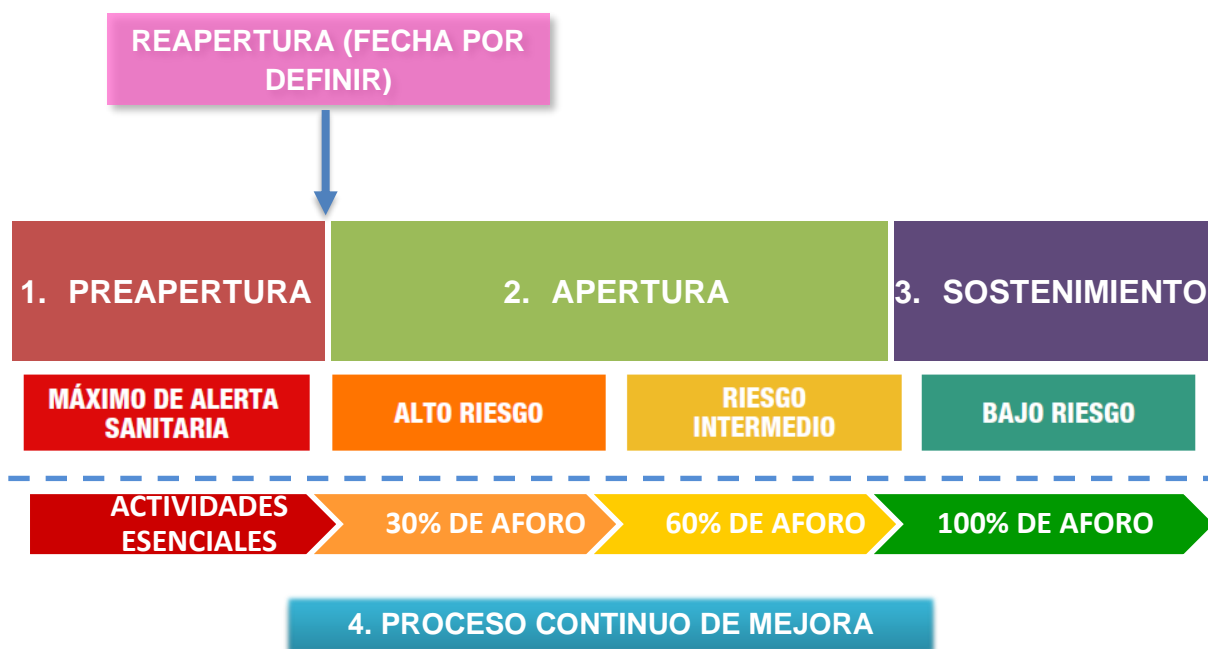 REAPERTURA (FECHA POR
DEFINIR)
1. PREAPERTURA
2. APERTURA
3. SOSTENIMIENTO
MÁXIMO DE ALERTA
SANITARIA
ALTO RIESGO
RIESGO
INTERMEDIO
BAJO RIESGO
ACTIVIDADES
ESENCIALES
30% DE AFORO
60% DE AFORO
100% DE AFORO
4. PROCESO CONTINUO DE MEJORA